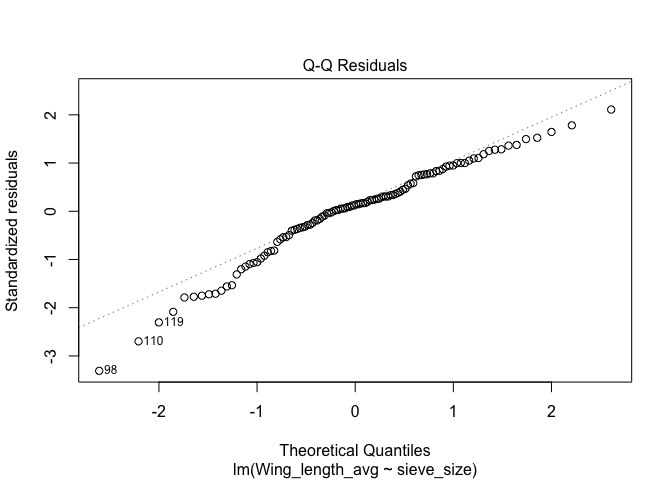 Q-Q Residuals
Standardized residuals
2
1
0
-1
-2
-3
119
110
98
-2 -1 0 1 2
Theoretical Quantiles
lm(Wing_length_avg ~ sieve_size)